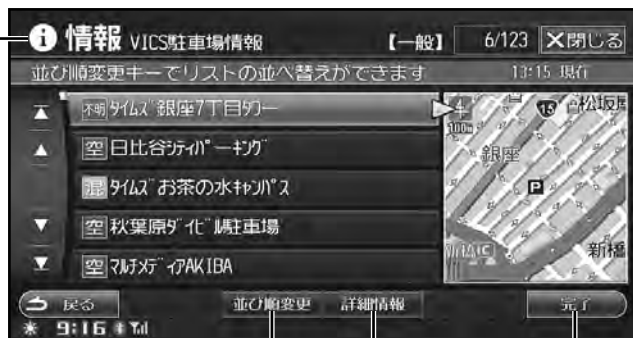 i 情報 VICS駐車場情報 【一般】 6/123 ×閉じる
並び順変更キーでリストの並べ替えができます 13:15 現在
不明 ﾀｲﾑｽﾞ銀座7丁目ﾀﾜｰ
空 日比谷ｼﾃｨﾊﾟｰｷﾝｸﾞ
混 ﾀｲﾑｽﾞお茶の水ｷｬﾝﾊﾟｽ
空 秋葉原ﾀﾞｲﾋﾞﾙ駐車場
空 ﾏﾙﾁﾒﾃﾞｨｱAKIBA
4
100m
15
松坂屋
銀座
P
新橋
戻る 並び順変更 詳細情報 完了
9:16